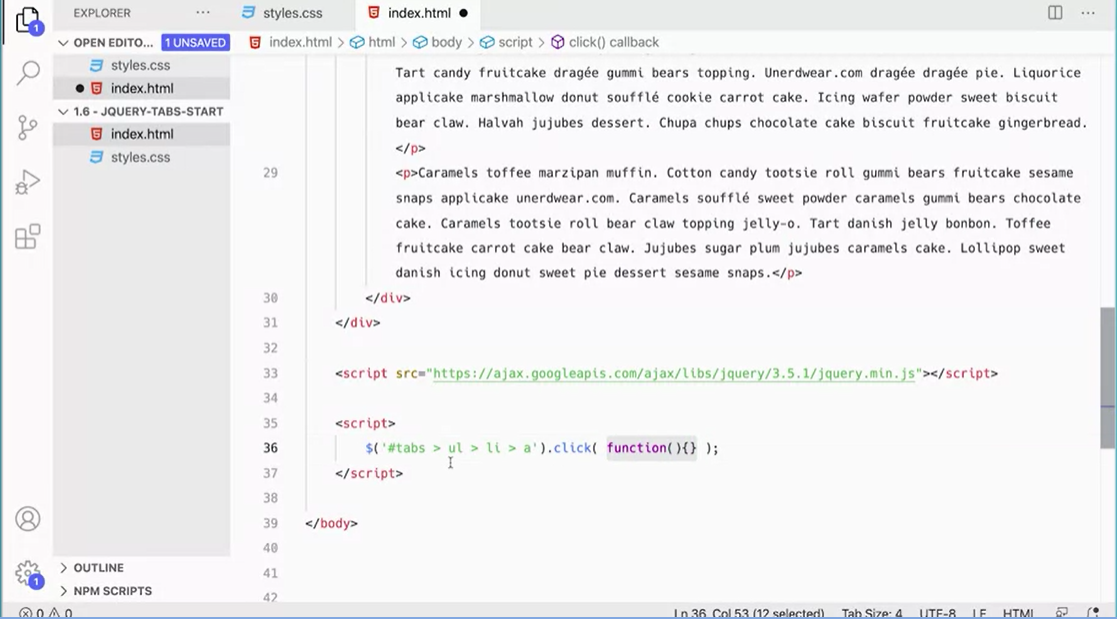 EXPLORER
styles.css
index.html
1
OPEN EDITO...
1 UNSAVED
styles.css
index.html
1.6 - JQUERY-TABS-START
index.html
styles.css
OUTLINE
NPM SCRIPTS
1
index.html > html > body > script > click() callback
Tart candy fruitcake dragée gummi bears topping. Unerdwear.com dragée dragée pie. Liquorice
applicake marshmallow donut soufflé cookie carrot cake. Icing wafer powder sweet biscuit
bear claw. Halvah jujubes dessert. Chupa chups chocolate cake biscuit fruitcake gingerbread.
</p>
29 <p>Caramels toffee marzipan muffin. Cotton candy tootsie roll gummi bears fruitcake sesame
snaps applicake unerdwear.com. Caramels soufflé sweet powder caramels gummi bears chocolate
cake. Caramels tootsie roll bear claw topping jelly-o. Tart danish jelly bonbon. Toffee
fruitcake carrot cake bear claw. Jujubes sugar plum jujubes caramels cake. Lollipop sweet
danish icing donut sweet pie dessert sesame snaps.</p>
30 </div>
31 </div>
32
33 <script src="https://ajax.googleapis.com/ajax/libs/jquery/3.5.1/jquery.min.js"></script>
34
35 <script>
36 $('#tabs > ul > li > a').click( function(){} );
37 </script>
38
39 </body>
40
41
42
0 0 Ln 36, Col 53 (12 selected) Tab Size: 4 UTF-8 LF HTML